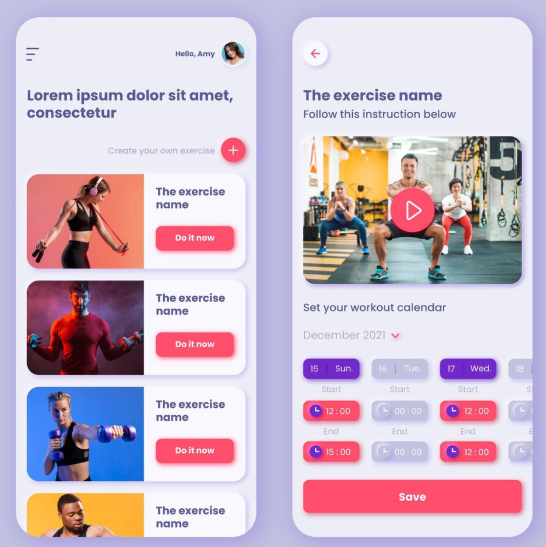 Hello, Amy
Lorem ipsum dolor sit amet,
consectetur
Create your own exercise
The exercise
name
Do it now
The exercise
name
Do it now
The exercise
name
Do it now
The exercise
name
The exercise name
Follow this instruction below
Set your workout calendar
December 2021
15 | Sun. 16 | Tue. 17 | Wed. 18
Start Start Start
12 : 00 00 : 00 12 : 00
End End End
15 : 00 00 : 00 12 : 00
Save